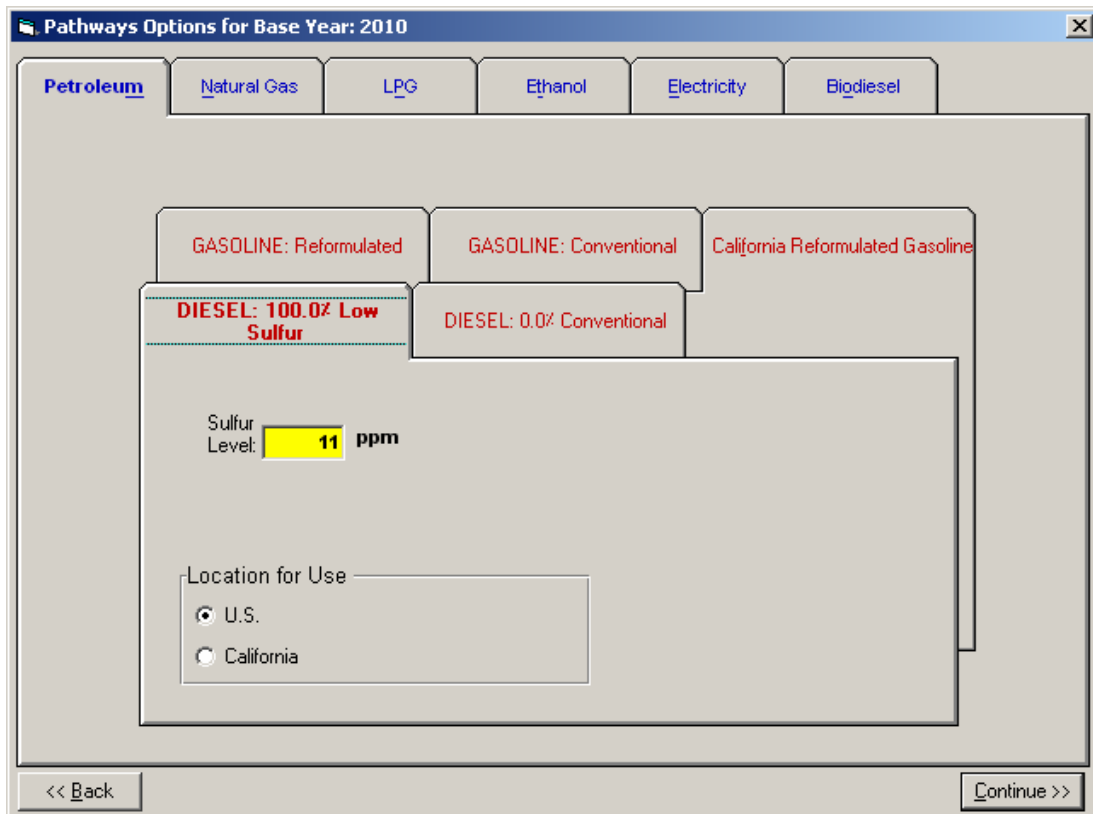 Pathways Options for Base Year: 2010
Petroleum
Natural Gas
LPG
Ethanol
Electricity
Biodiesel
GASOLINE: Reformulated
GASOLINE: Conventional
California Reformulated Gasoline
DIESEL: 100.0% Low
Sulfur
DIESEL: 0.0% Conventional
Sulfur
Level: 11 ppm
Location for Use
U.S.
California
<< Back
Continue >>